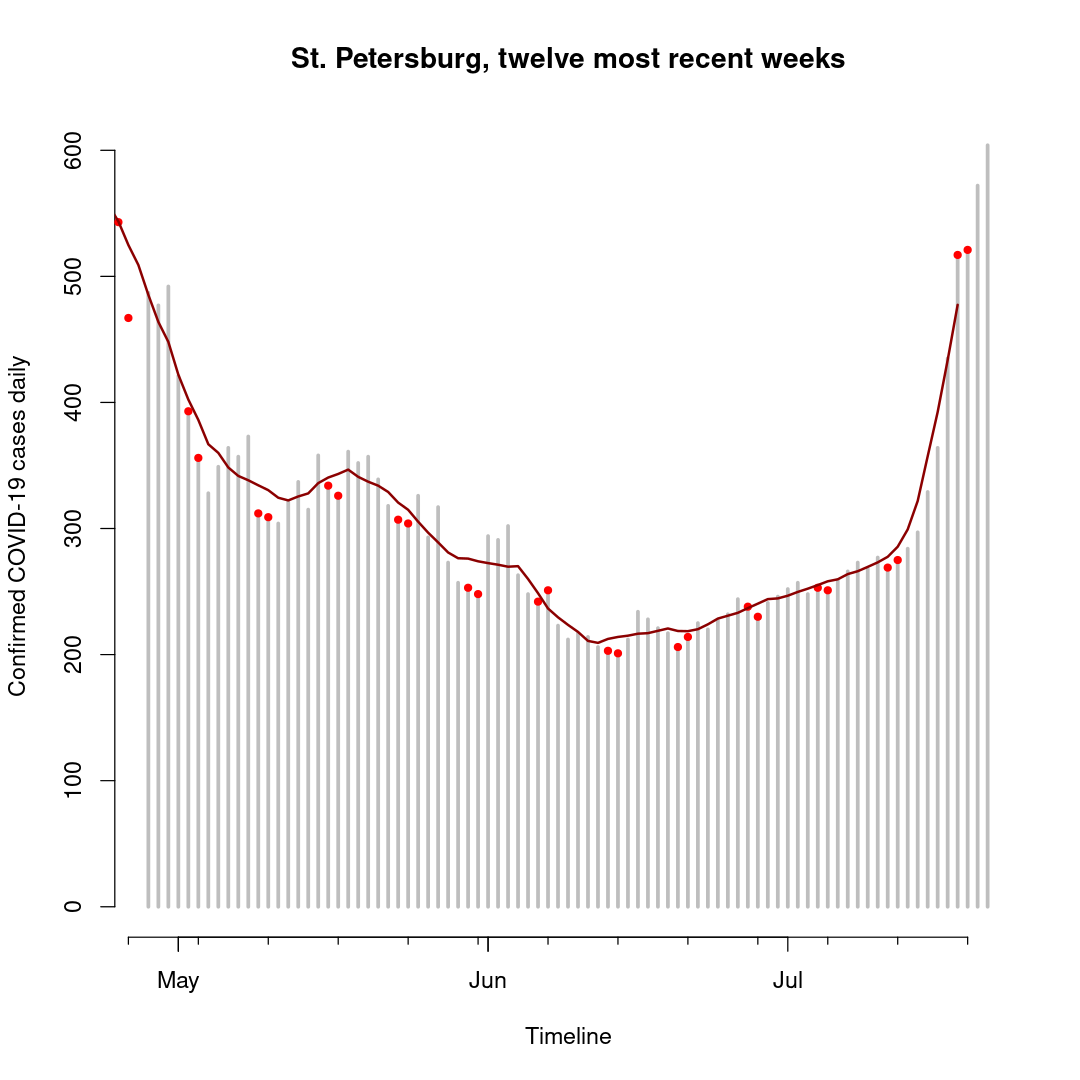 St. Petersburg, twelve most recent weeks
Confirmed COVID-19 cases daily
600
500
400
300
200
100
0
May Jun Jul
Timeline